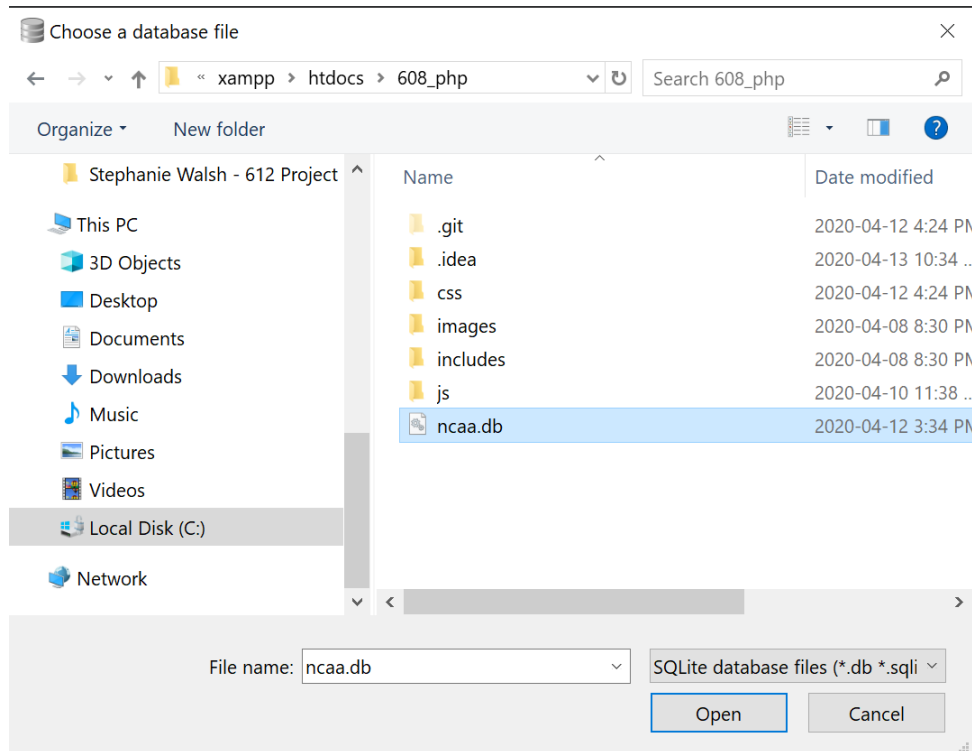 Choose a database file
« xampp > htdocs > 608_php
Search 608_php
Organize
New folder
Stephanie Walsh - 612 Project
This PC
3D Objects
Desktop
Documents
Downloads
Music
Pictures
Videos
Local Disk (C:)
Network
Name Date modified
.git 2020-04-12 4:24 PM
.idea 2020-04-13 10:34 ..
css 2020-04-12 4:24 PM
images 2020-04-08 8:30 PM
includes 2020-04-08 8:30 PM
js 2020-04-10 11:38 ..
ncaa.db 2020-04-12 3:34 PM
File name: ncaa.db
SQLite database files (*.db *.sqli
Open Cancel